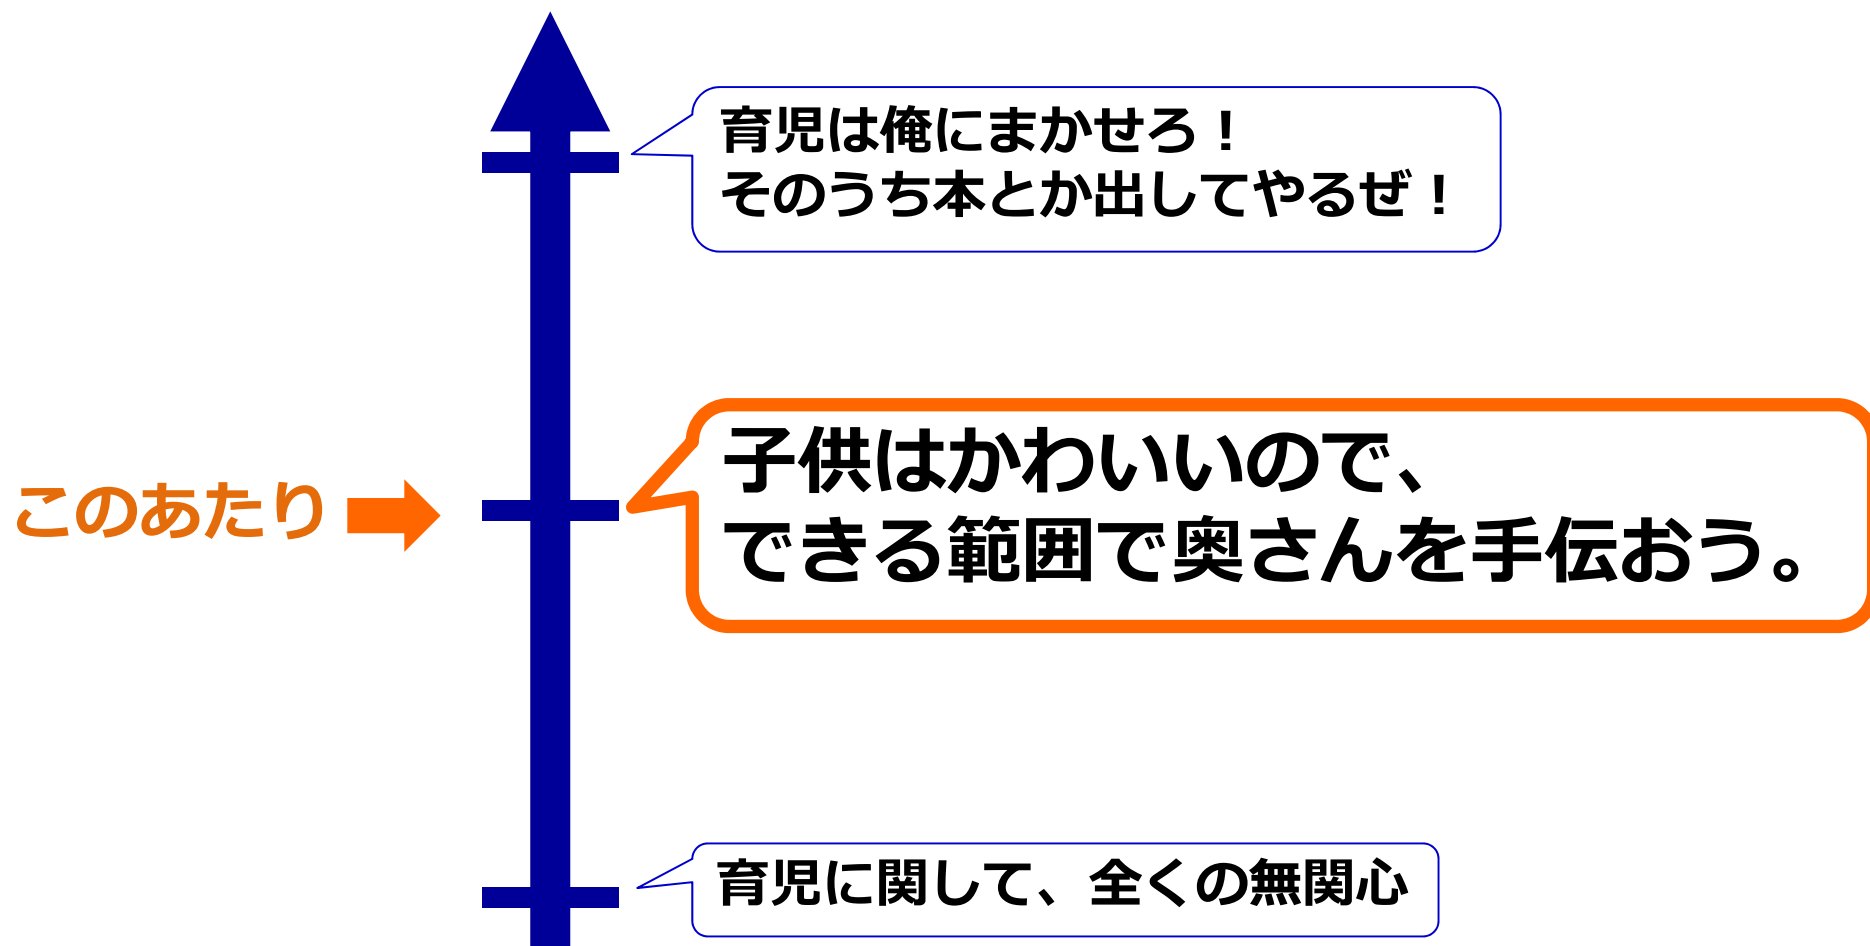 育児は俺にまかせろ！
そのうち本とか出してやるぜ！
このあたり
子供はかわいいので、
できる範囲で奥さんを手伝おう。
育児に関して、全くの無関心